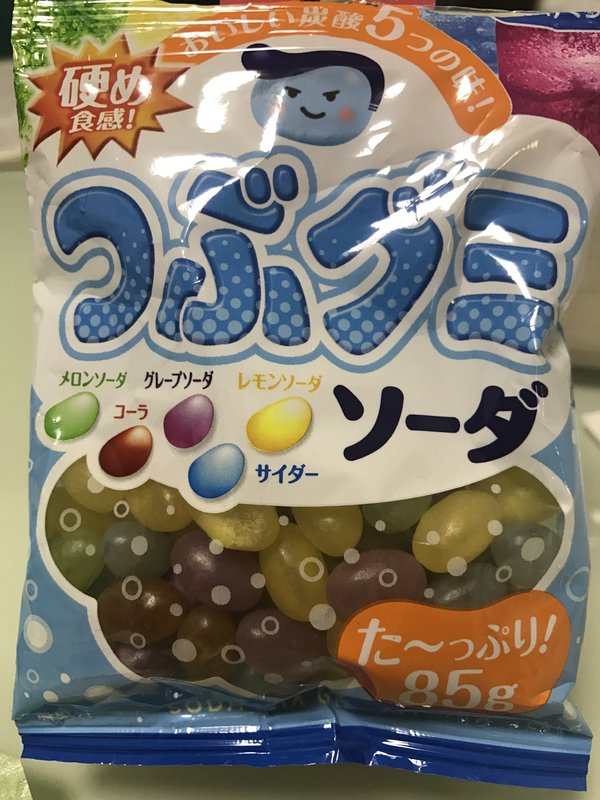 おいしい炭酸5つの味!
硬め
食感!
つぶグミ
メロンソーダ
グレープソーダ
レモンソーダ
コーラ
ソーダ
サイダー
た〜っぷり!
85g
SODA